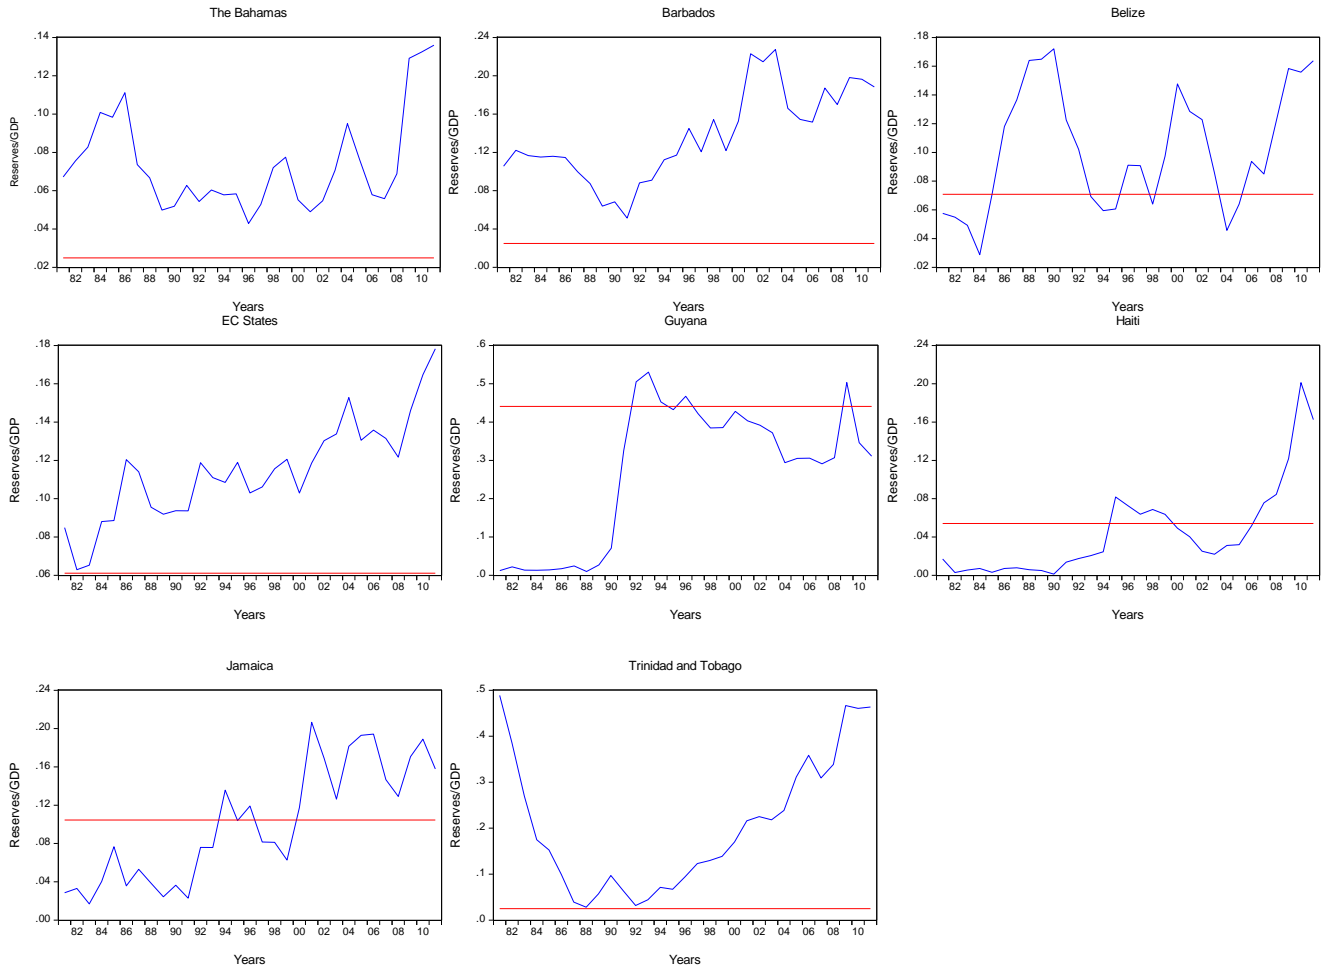 The Bahamas
.14
.12
.10
.08
.06
.04
.02
Reserves/GDP
82 84 86 88 90 92 94 96 98 00 02 04 06 08 10
Years
Barbados
.24
.20
.16
.12
.08
.04
.00
Reserves/GDP
82 84 86 88 90 92 94 96 98 00 02 04 06 08 10
Years
Belize
.18
.16
.14
.12
.10
.08
.06
.04
.02
Reserves/GDP
82 84 86 88 90 92 94 96 98 00 02 04 06 08 10
Years
EC States
.18
.16
.14
.12
.10
.08
.06
Reserves/GDP
82 84 86 88 90 92 94 96 98 00 02 04 06 08 10
Years
Guyana
.6
.5
.4
.3
.2
.1
.0
Reserves/GDP
82 84 86 88 90 92 94 96 98 00 02 04 06 08 10
Years
Haiti
.24
.20
.16
.12
.08
.04
.00
Reserves/GDP
82 84 86 88 90 92 94 96 98 00 02 04 06 08 10
Years
Jamaica
.24
.20
.16
.12
.08
.04
.00
Reserves/GDP
82 84 86 88 90 92 94 96 98 00 02 04 06 08 10
Years
Trinidad and Tobago
.5
.4
.3
.2
.1
.0
Reserves/GDP
82 84 86 88 90 92 94 96 98 00 02 04 06 08 10
Years